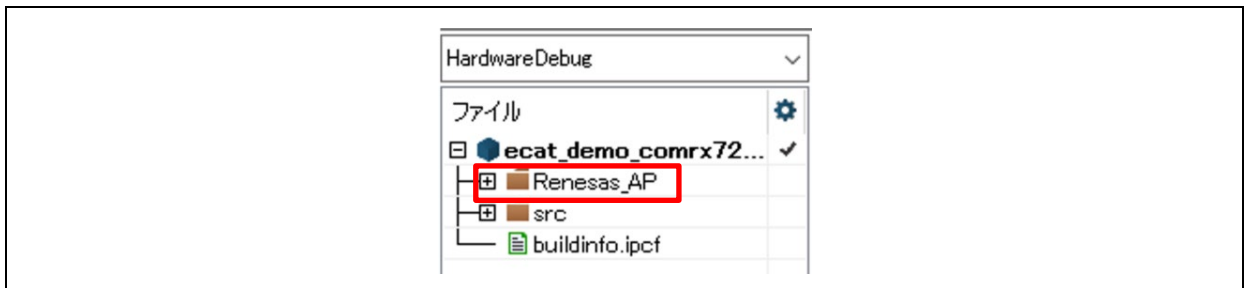 HardwareDebug
ファイル
ecat_demo_comrx72...
Renesas_AP
src
buildinfo.ipcf